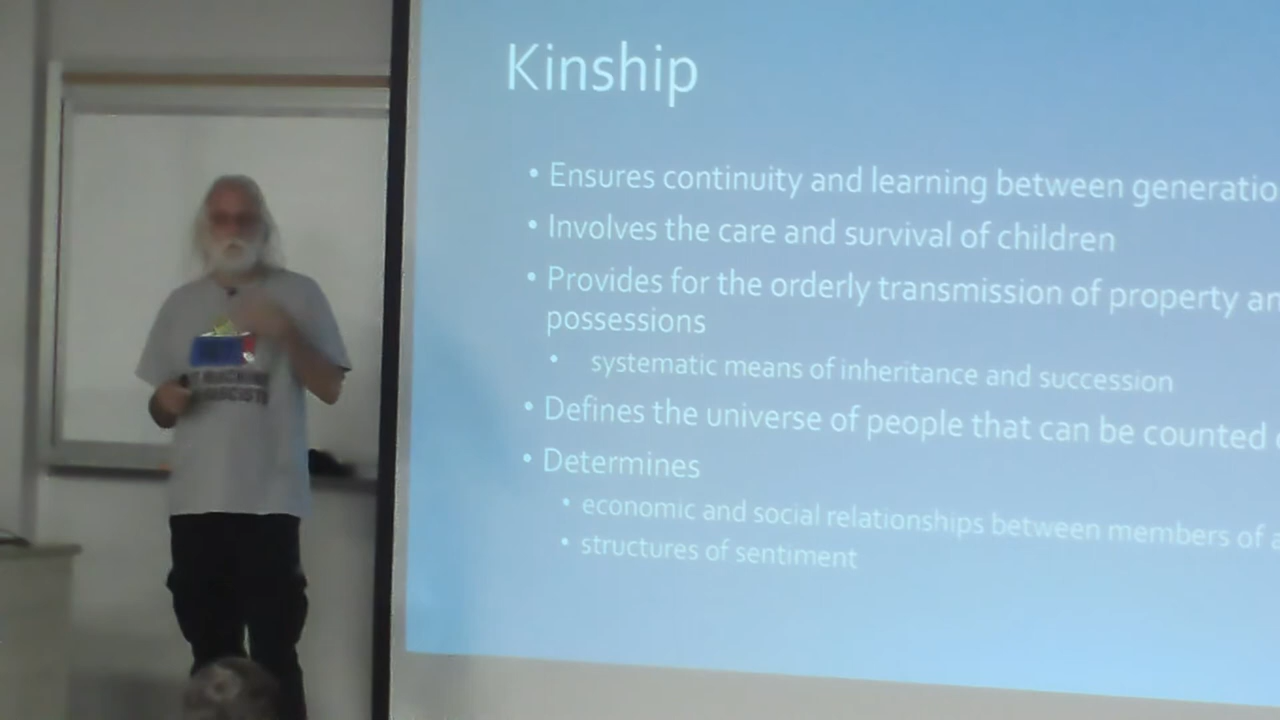 Kinship
• Ensures continuity and learning between generatio
• Involves the care and survival of children
• Provides for the orderly transmission of property an
possessions
• systematic means of inheritance and succession
• Defines the universe of people that can be counted
• Determines
• economic and social relationships between members of a
• structures of sentiment